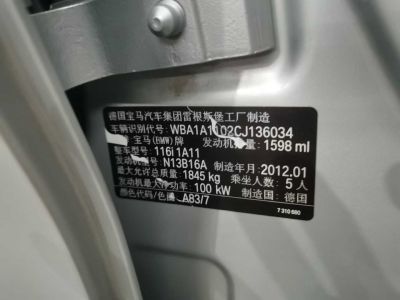 德国宝马汽车集团雷根斯堡工厂制造
车辆识别代号 WBA1A1102CJ136034
宝马(BMW)牌 发动机排量 1598 ml
整车型号 116i 1A11
发动机型号 N13B16A 制造年月 2012.01
最大允许总质量 1845 kg 乘坐人数 5 人
发动机最大净功率 100 kW 制造国: 德国
颜色代码/色调 A83/7
7 310 680